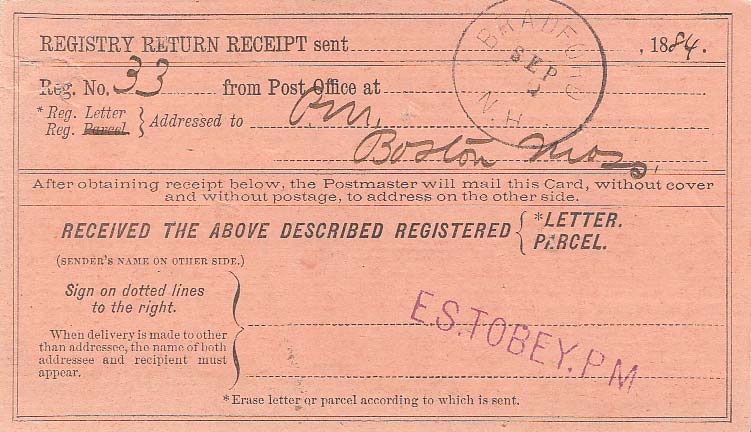 REGISTRY RETURN RECEIPT sent , 1884.
BRADFORD
SEP
2
N.H.
Reg. No. 33 from Post Office at
*Reg. Letter
Reg. Parcel
Addressed to P.M.
Boston Mass.
After obtaining receipt below, the Postmaster will mail this Card, without cover
and without postage, to address on the other side.
RECEIVED THE ABOVE DESCRIBED REGISTERED
*LETTER.
PARCEL.
(SENDER'S NAME ON OTHER SIDE.)
Sign on dotted lines
to the right.
When delivery is made to other
than addressee, the name of both
addressee and recipient must
appear.
E.S.TOBEY.P M
*Erase letter or parcel according to which is sent.